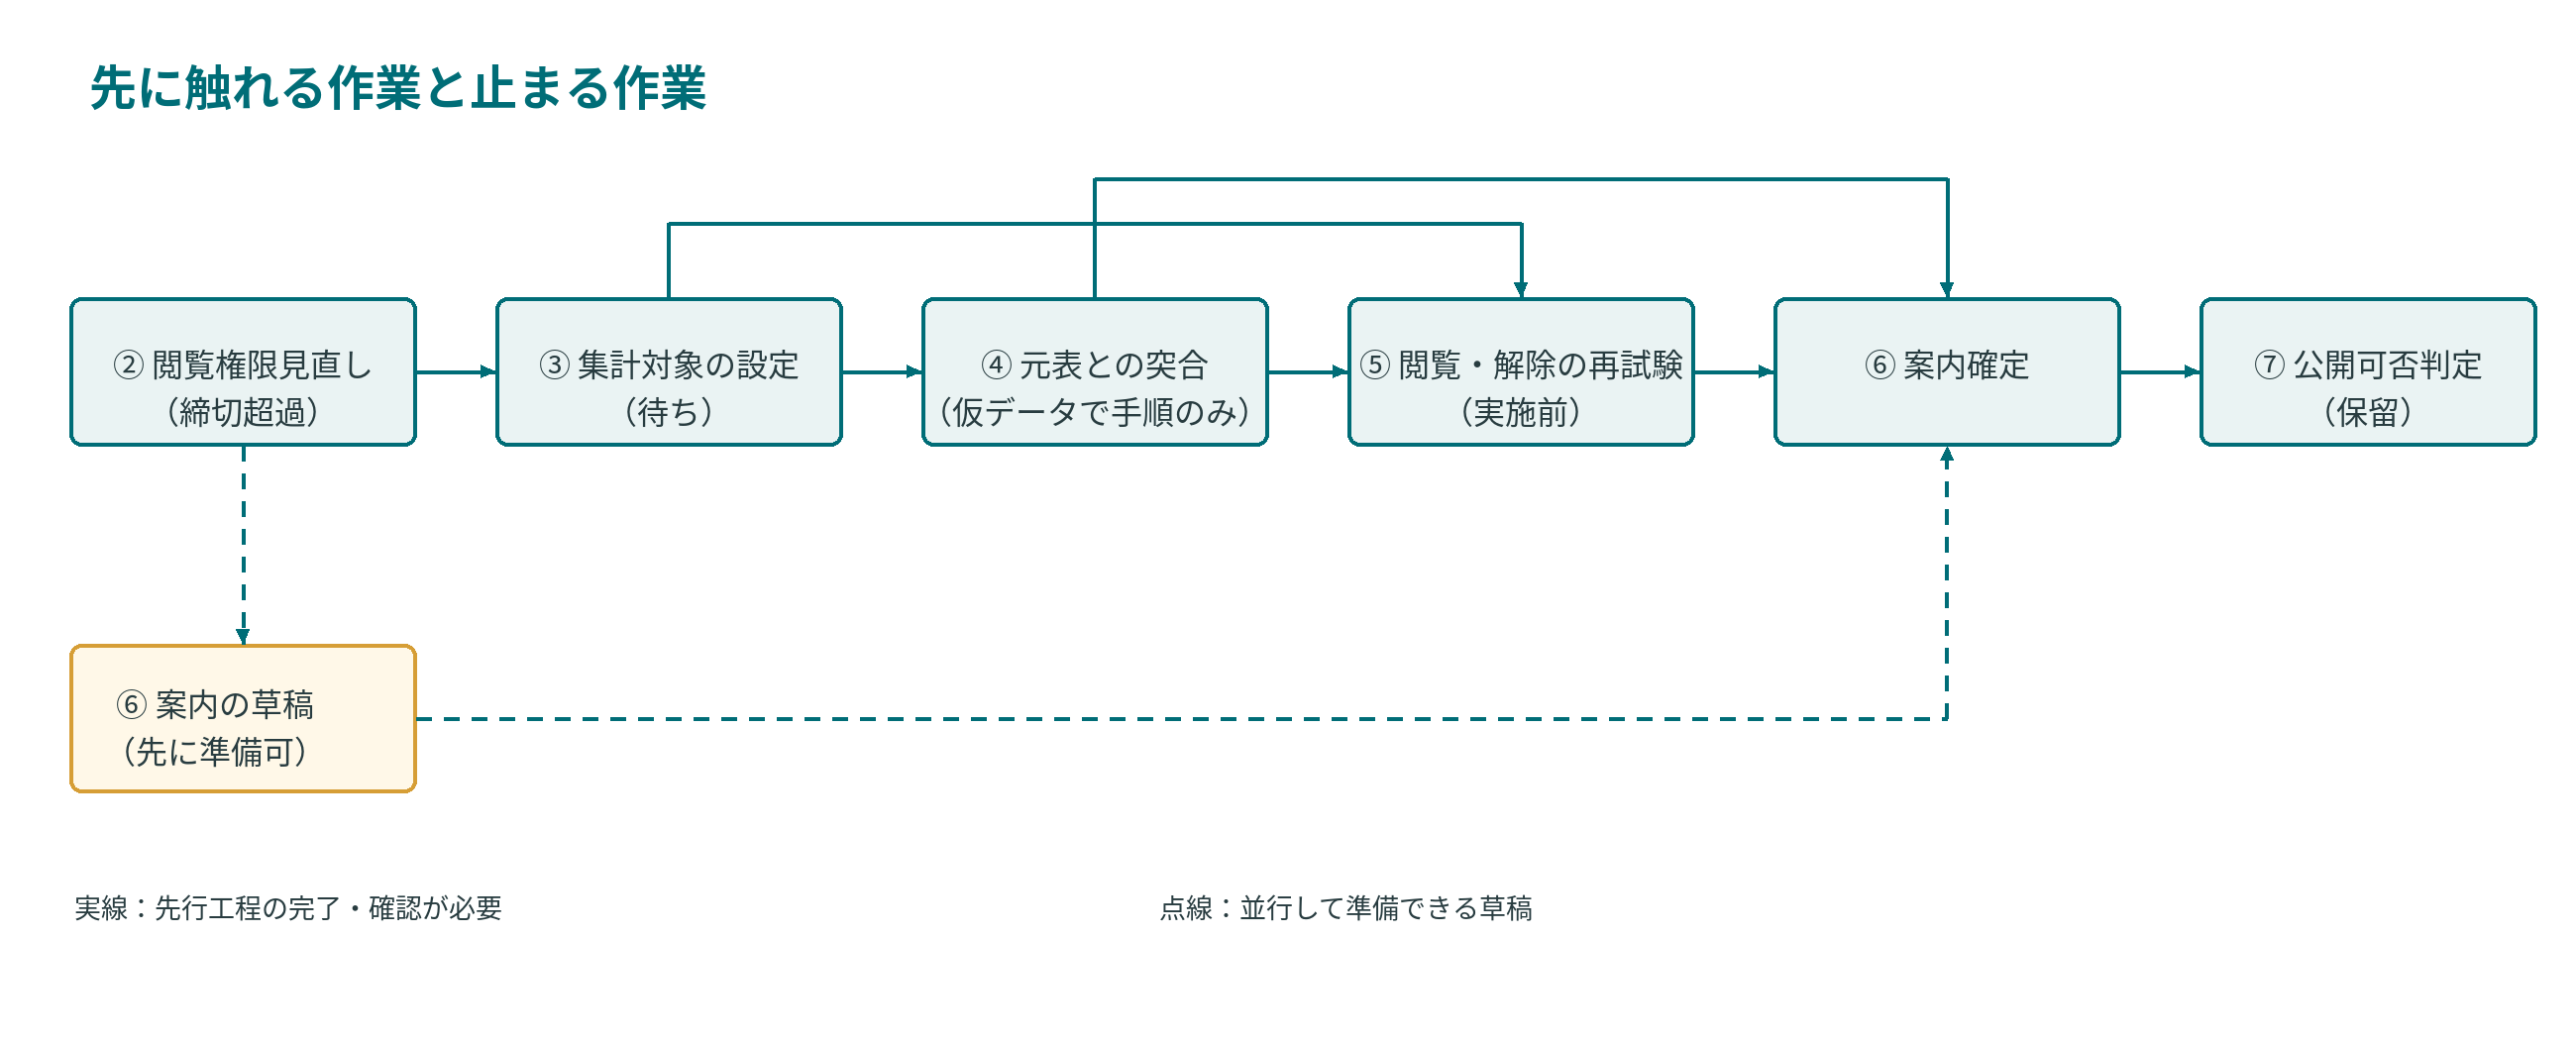 先に触れる作業と止まる作業
② 閲覧権限見直し
（締切超過）
③ 集計対象の設定
（待ち）
④ 元表との突合
（仮データで手順のみ）
⑤ 閲覧・解除の再試験
（実施前）
⑥ 案内確定
⑦ 公開可否判定
（保留）
⑥ 案内の草稿
（先に準備可）
実線：先行工程の完了・確認が必要
点線：並行して準備できる草稿